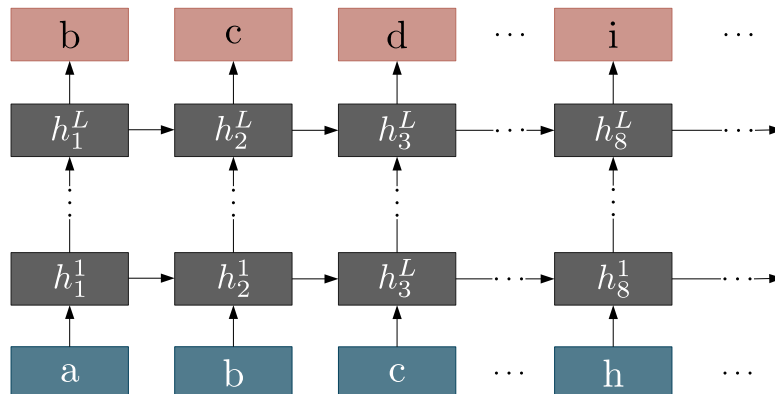 b c d ··· i ···
h_1^L h_2^L h_3^L ··· h_8^L ···
h_1^1 h_2^1 h_3^L ··· h_8^1 ···
a b c ··· h ···